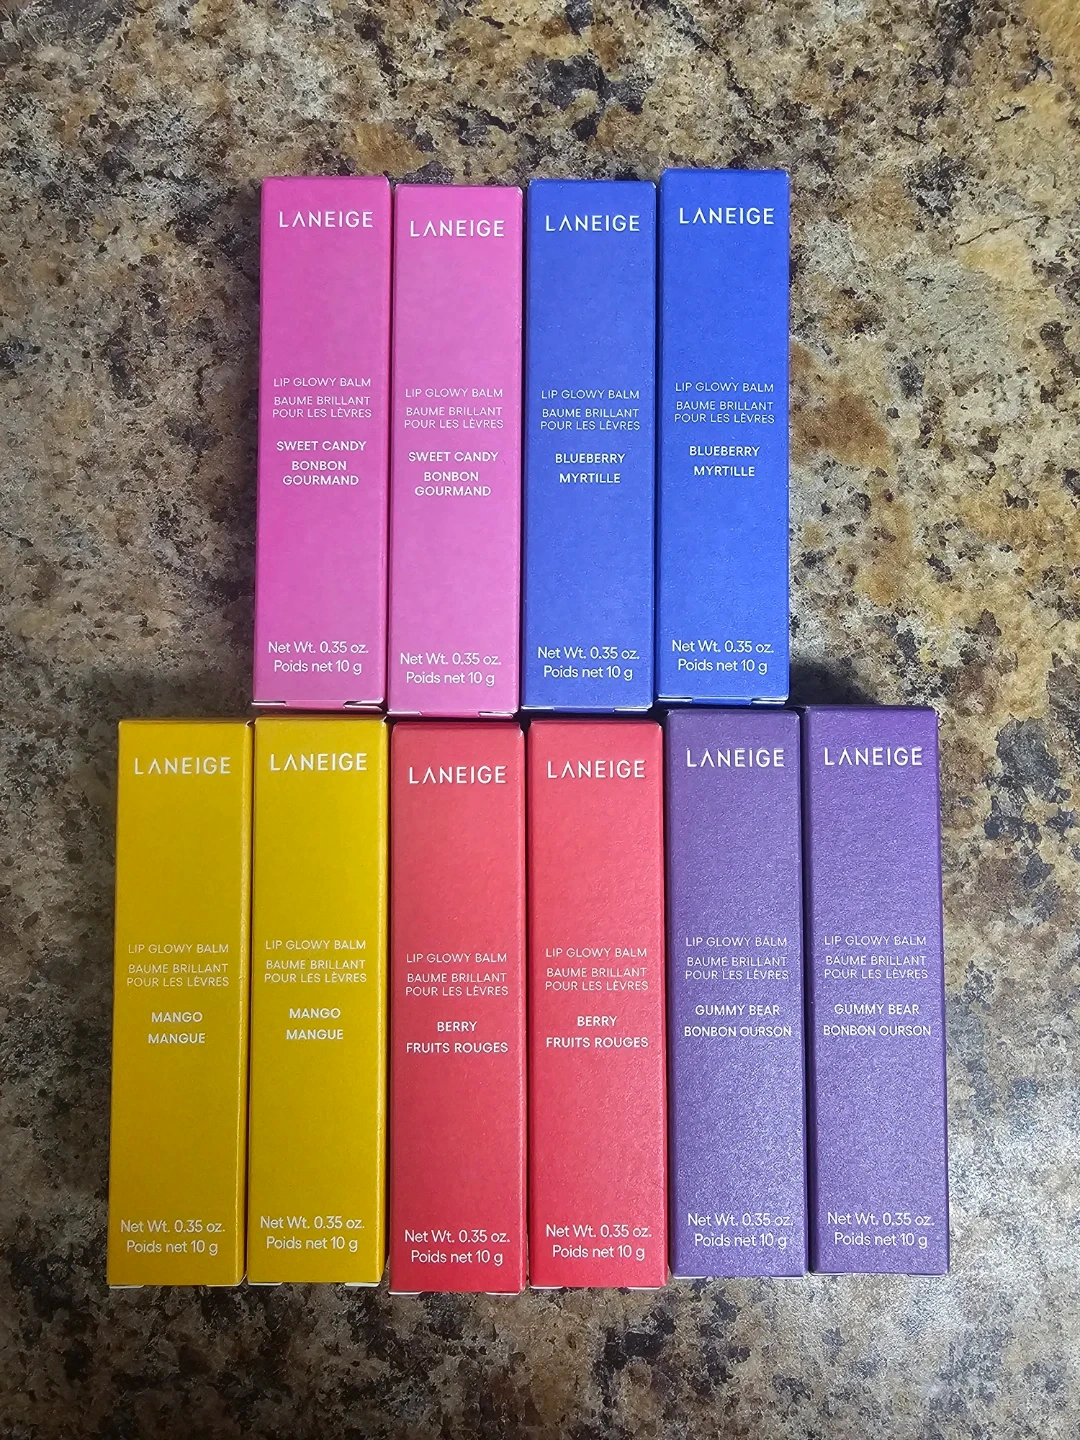 LANEIGE
LIP GLOWY BALM
BAUME BRILLANT
POUR LES LÈVRES
SWEET CANDY
BONBON
GOURMAND
Net Wt. 0.35 oz.
Poids net 10 g
LANEIGE
LIP GLOWY BALM
BAUME BRILLANT
POUR LES LÈVRES
SWEET CANDY
BONBON
GOURMAND
Net Wt. 0.35 oz.
Poids net 10 g
LANEIGE
LIP GLOWY BALM
BAUME BRILLANT
POUR LES LÈVRES
BLUEBERRY
MYRTILLE
Net Wt. 0.35 oz.
Poids net 10 g
LANEIGE
LIP GLOWY BALM
BAUME BRILLANT
POUR LES LÈVRES
BLUEBERRY
MYRTILLE
Net Wt. 0.35 oz.
Poids net 10 g
LANEIGE
LIP GLOWY BALM
BAUME BRILLANT
POUR LES LÈVRES
MANGO
MANGUE
Net Wt. 0.35 oz.
Poids net 10 g
LANEIGE
LIP GLOWY BALM
BAUME BRILLANT
POUR LES LÈVRES
MANGO
MANGUE
Net Wt. 0.35 oz.
Poids net 10 g
LANEIGE
LIP GLOWY BALM
BAUME BRILLANT
POUR LES LÈVRES
BERRY
FRUITS ROUGES
Net Wt. 0.35 oz.
Poids net 10 g
LANEIGE
LIP GLOWY BALM
BAUME BRILLANT
POUR LES LÈVRES
BERRY
FRUITS ROUGES
Net Wt. 0.35 oz.
Poids net 10 g
LANEIGE
LIP GLOWY BALM
BAUME BRILLANT
POUR LES LÈVRES
GUMMY BEAR
BONBON OURSON
Net Wt. 0.35 oz.
Poids net 10 g
LANEIGE
LIP GLOWY BALM
BAUME BRILLANT
POUR LES LÈVRES
GUMMY BEAR
BONBON OURSON
Net Wt. 0.35 oz.
Poids net 10 g